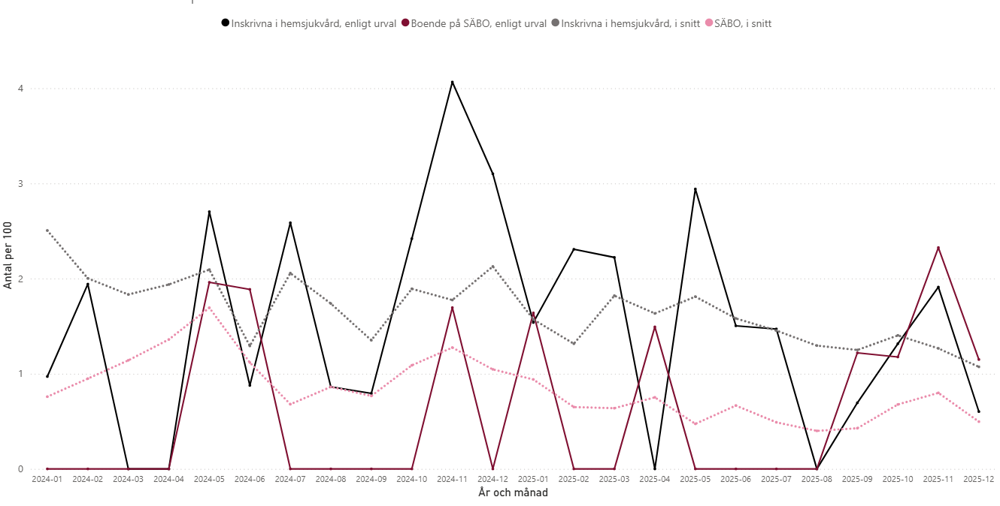 Inskrivna i hemsjukvård, enligt urval Boende på SÄBO, enligt urval Inskrivna i hemsjukvård, i snitt SÄBO, i snitt
4
3
2
1
0
Antal per 100
2024-01 2024-02 2024-03 2024-04 2024-05 2024-06 2024-07 2024-08 2024-09 2024-10 2024-11 2024-12 2025-01 2025-02 2025-03 2025-04 2025-05 2025-06 2025-07 2025-08 2025-09 2025-10 2025-11 2025-12
År och månad